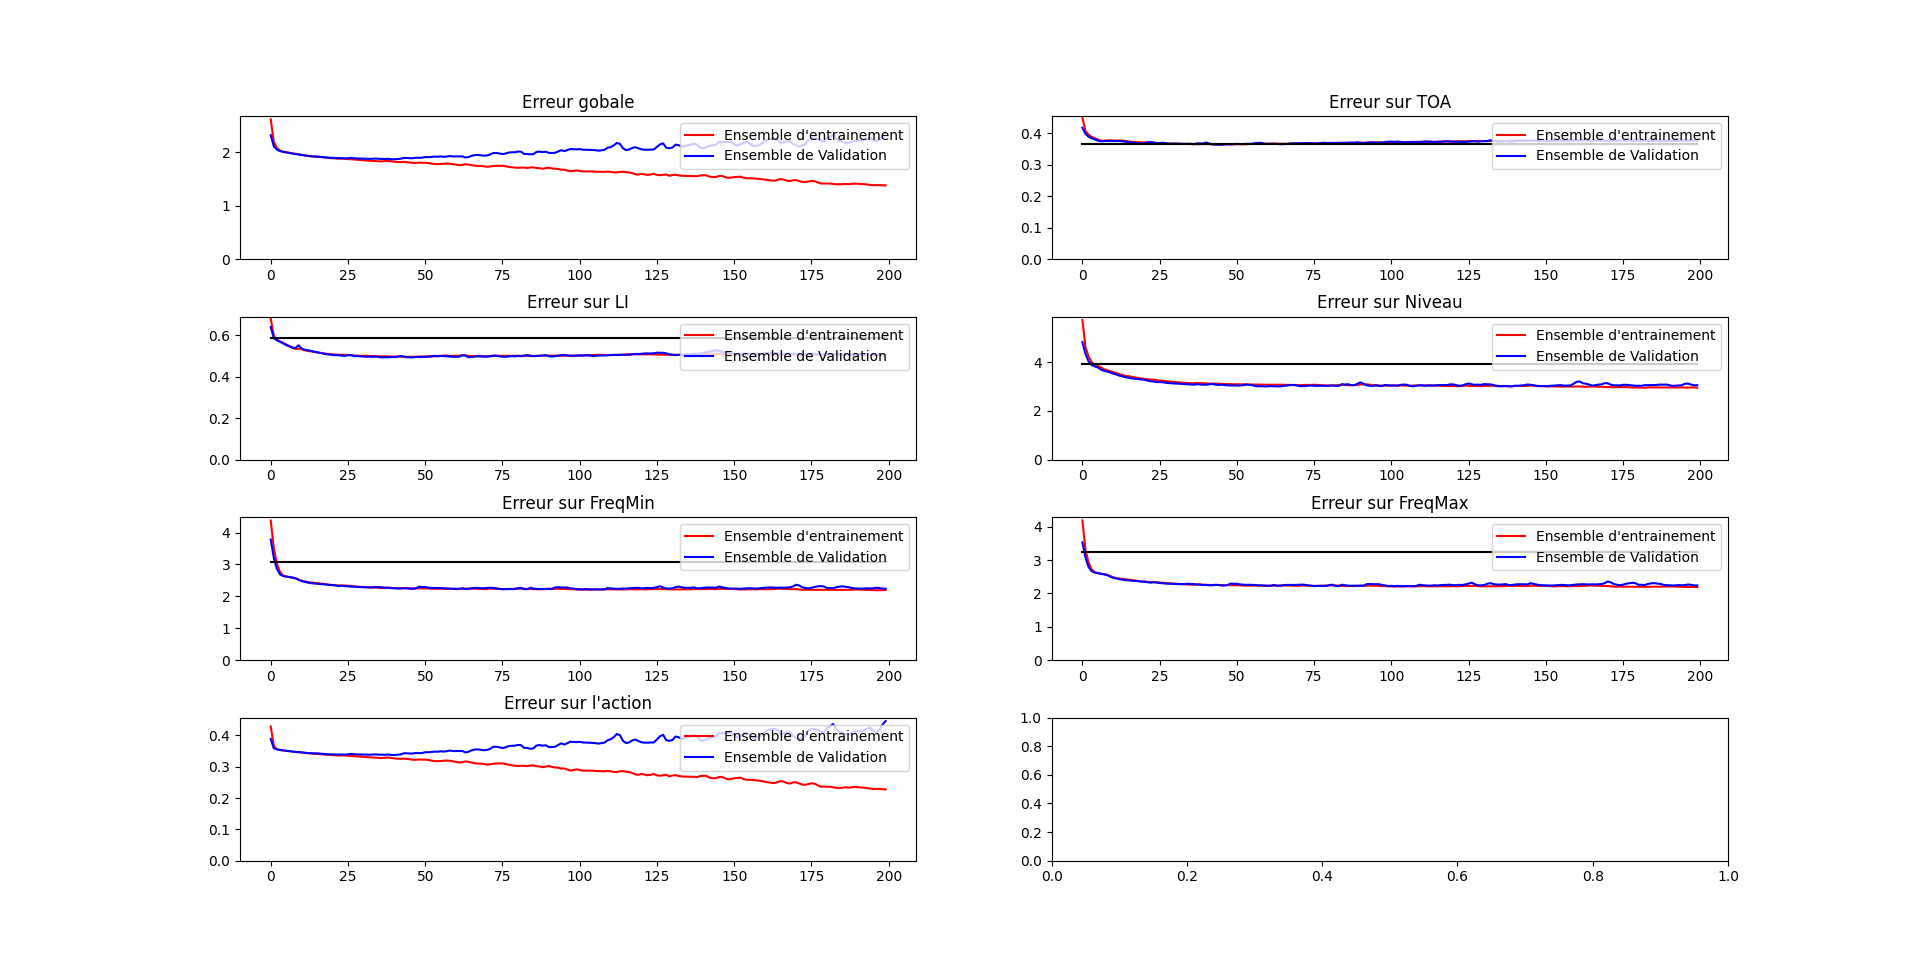 Erreur gobale
2
1
0
Ensemble d'entrainement
Ensemble de Validation
0 25 50 75 100 125 150 175 200
Erreur sur TOA
0.4
0.3
0.2
0.1
0.0
Ensemble d'entrainement
Ensemble de Validation
0 25 50 75 100 125 150 175 200
Erreur sur LI
0.6
0.4
0.2
0.0
Ensemble d'entrainement
Ensemble de Validation
0 25 50 75 100 125 150 175 200
Erreur sur Niveau
4
2
0
Ensemble d'entrainement
Ensemble de Validation
0 25 50 75 100 125 150 175 200
Erreur sur FreqMin
4
3
2
1
0
Ensemble d'entrainement
Ensemble de Validation
0 25 50 75 100 125 150 175 200
Erreur sur FreqMax
4
3
2
1
0
Ensemble d'entrainement
Ensemble de Validation
0 25 50 75 100 125 150 175 200
Erreur sur l'action
0.4
0.3
0.2
0.1
0.0
Ensemble d'entrainement
Ensemble de Validation
0 25 50 75 100 125 150 175 200
1.0
0.8
0.6
0.4
0.2
0.0
0.0 0.2 0.4 0.6 0.8 1.0